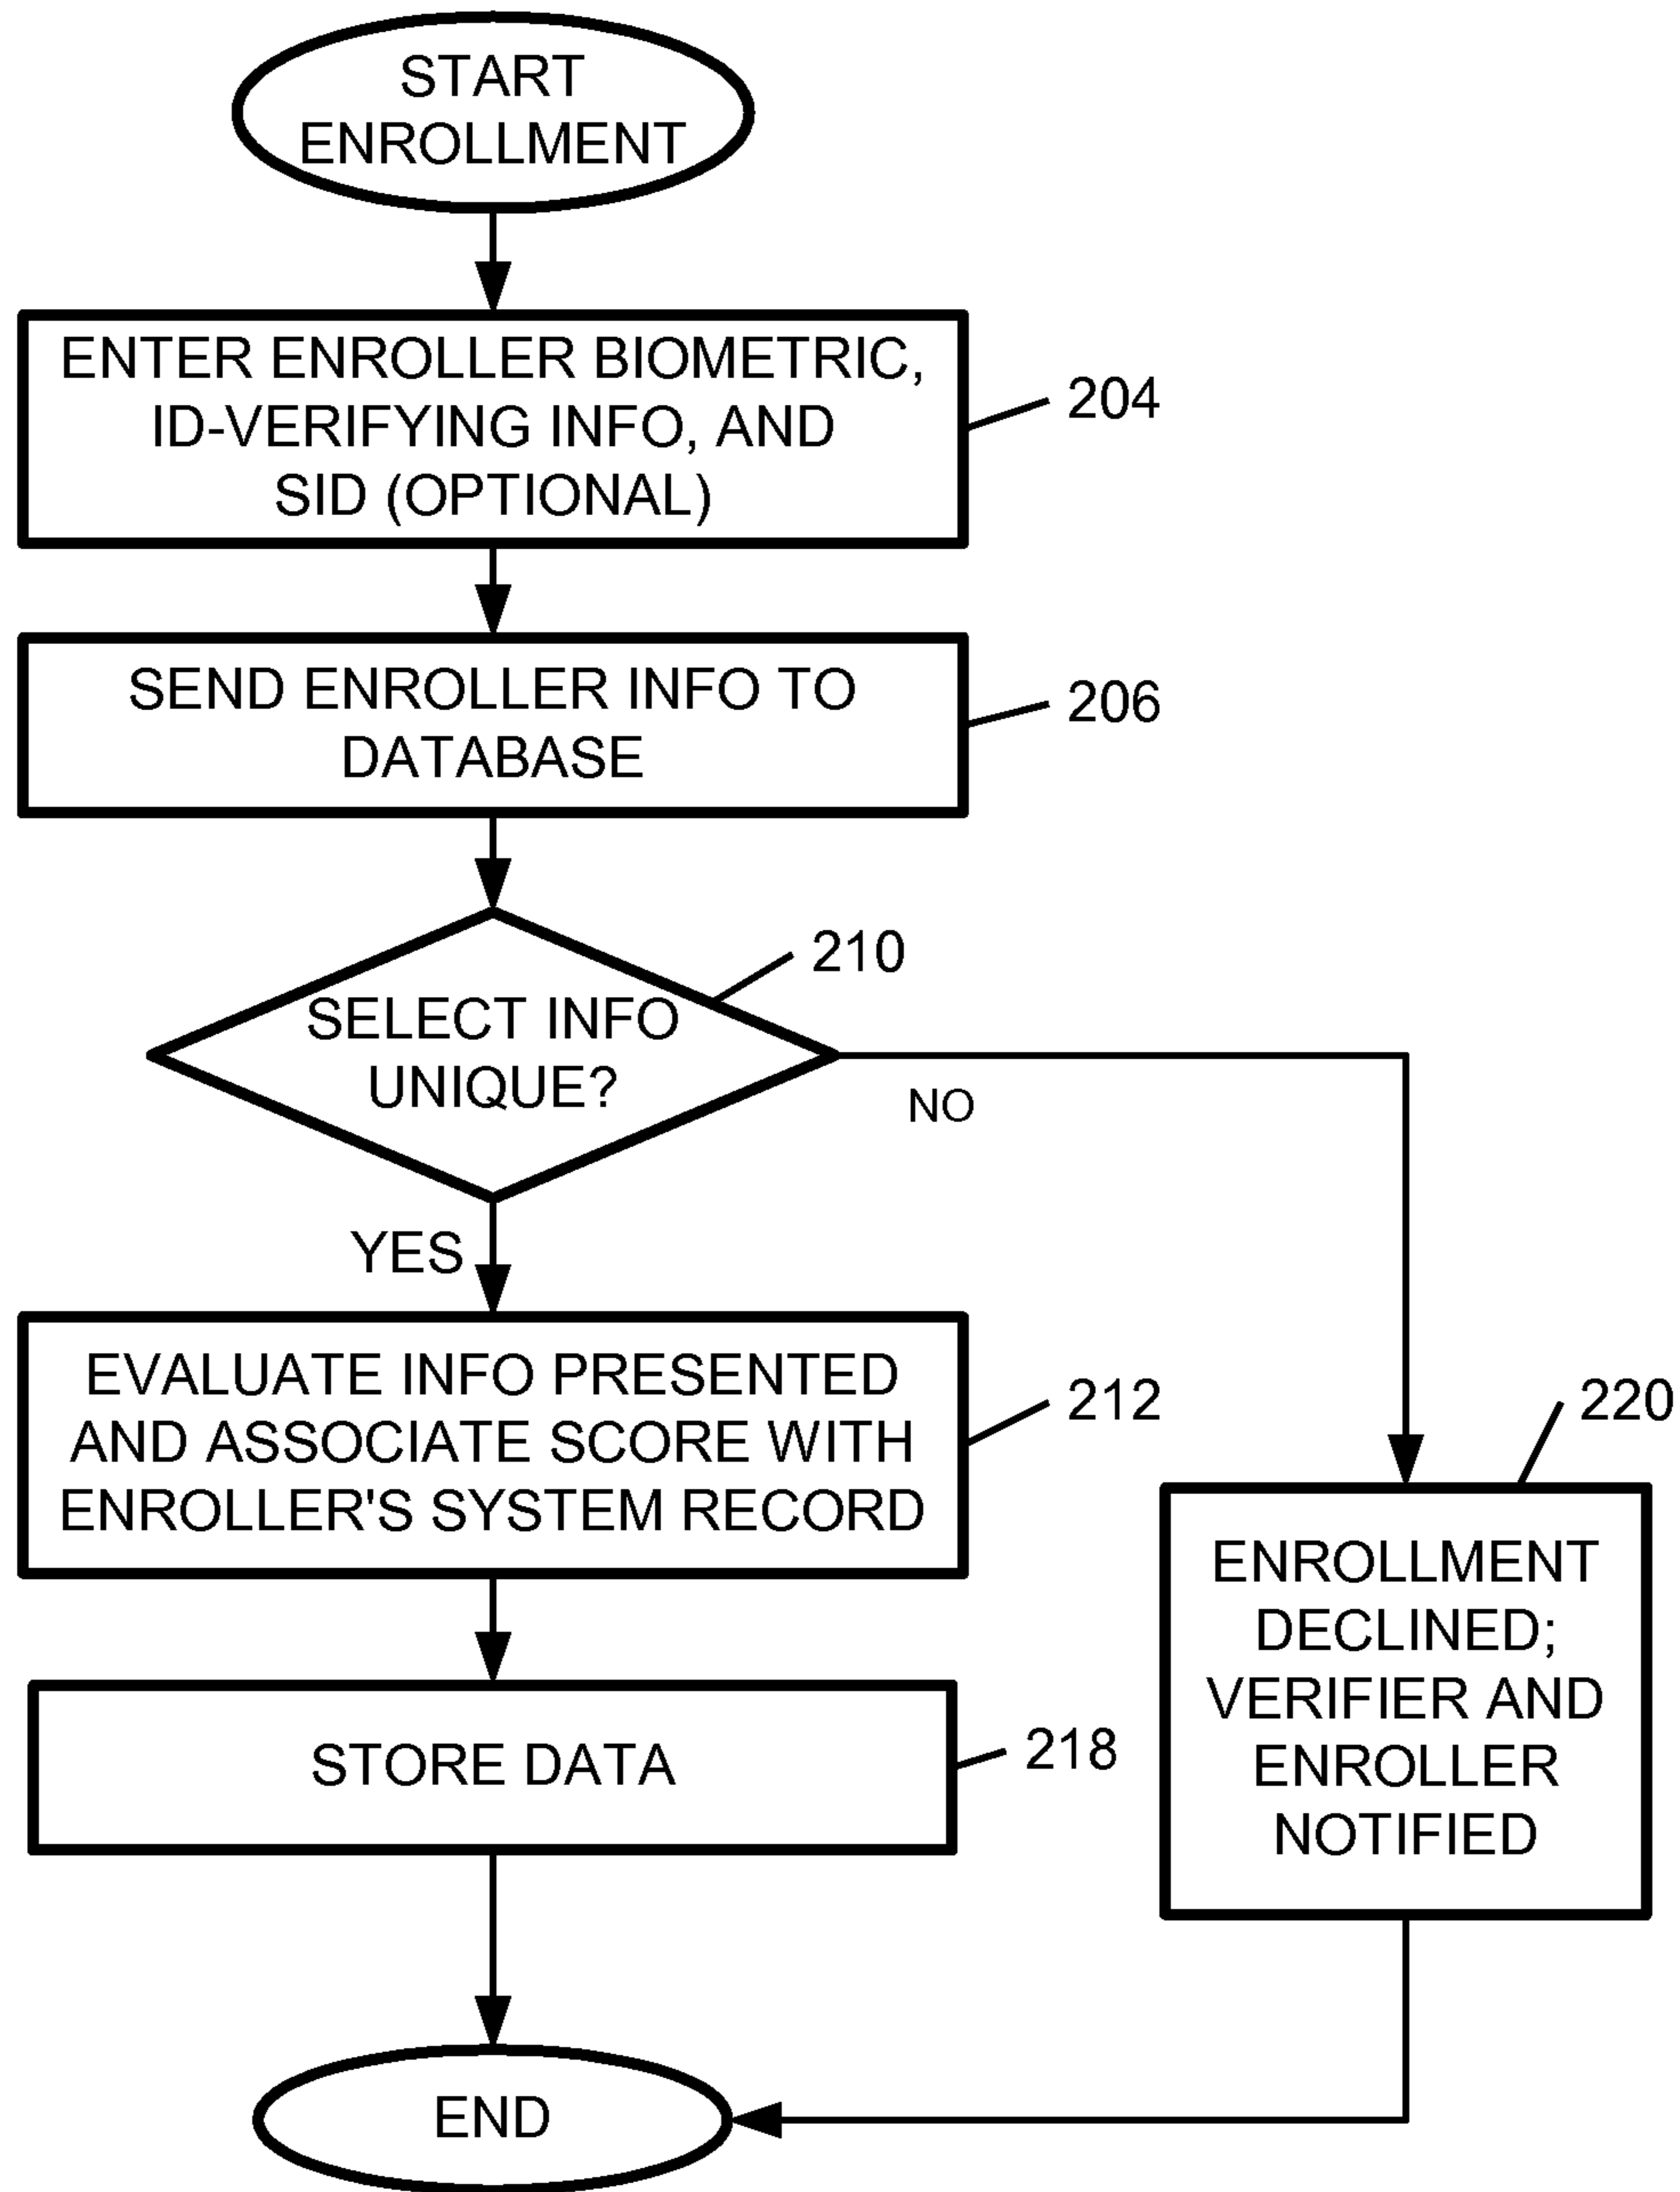 START
ENROLLMENT
ENTER ENROLLER BIOMETRIC,
ID-VERIFYING INFO, AND
SID (OPTIONAL)
204
SEND ENROLLER INFO TO
DATABASE
206
210
SELECT INFO
UNIQUE?
NO
YES
EVALUATE INFO PRESENTED
AND ASSOCIATE SCORE WITH
ENROLLER'S SYSTEM RECORD
212
220
ENROLLMENT
DECLINED;
VERIFIER AND
ENROLLER
NOTIFIED
STORE DATA
218
END